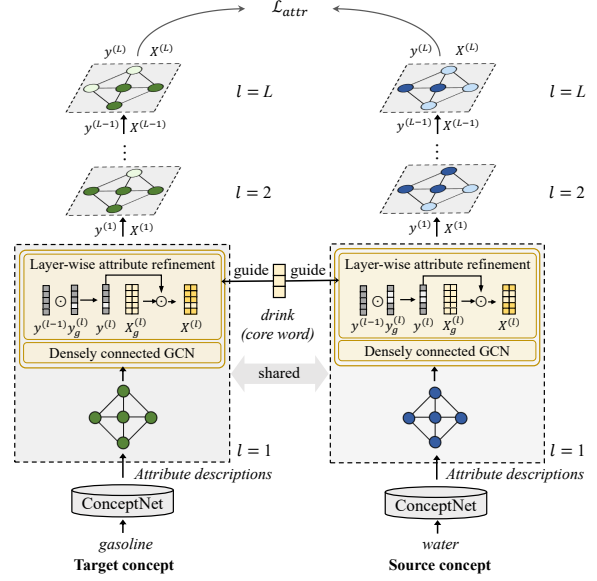 ℒ_attr
y^(L) X^(L) y^(L) X^(L)
l = L l = L
y^(L−1) X^(L−1) y^(L−1) X^(L−1)
⋮ ⋮
l = 2 l = 2
y^(1) X^(1) y^(1) X^(1)
Layer-wise attribute refinement guide guide Layer-wise attribute refinement
y^(l−1) y_g^(l) y^(l) X_g^(l) X^(l) y^(l−1) y_g^(l) y^(l) X_g^(l) X^(l)
drink
(core word)
Densely connected GCN Densely connected GCN
shared
l = 1 l = 1
Attribute descriptions Attribute descriptions
ConceptNet ConceptNet
gasoline water
Target concept Source concept